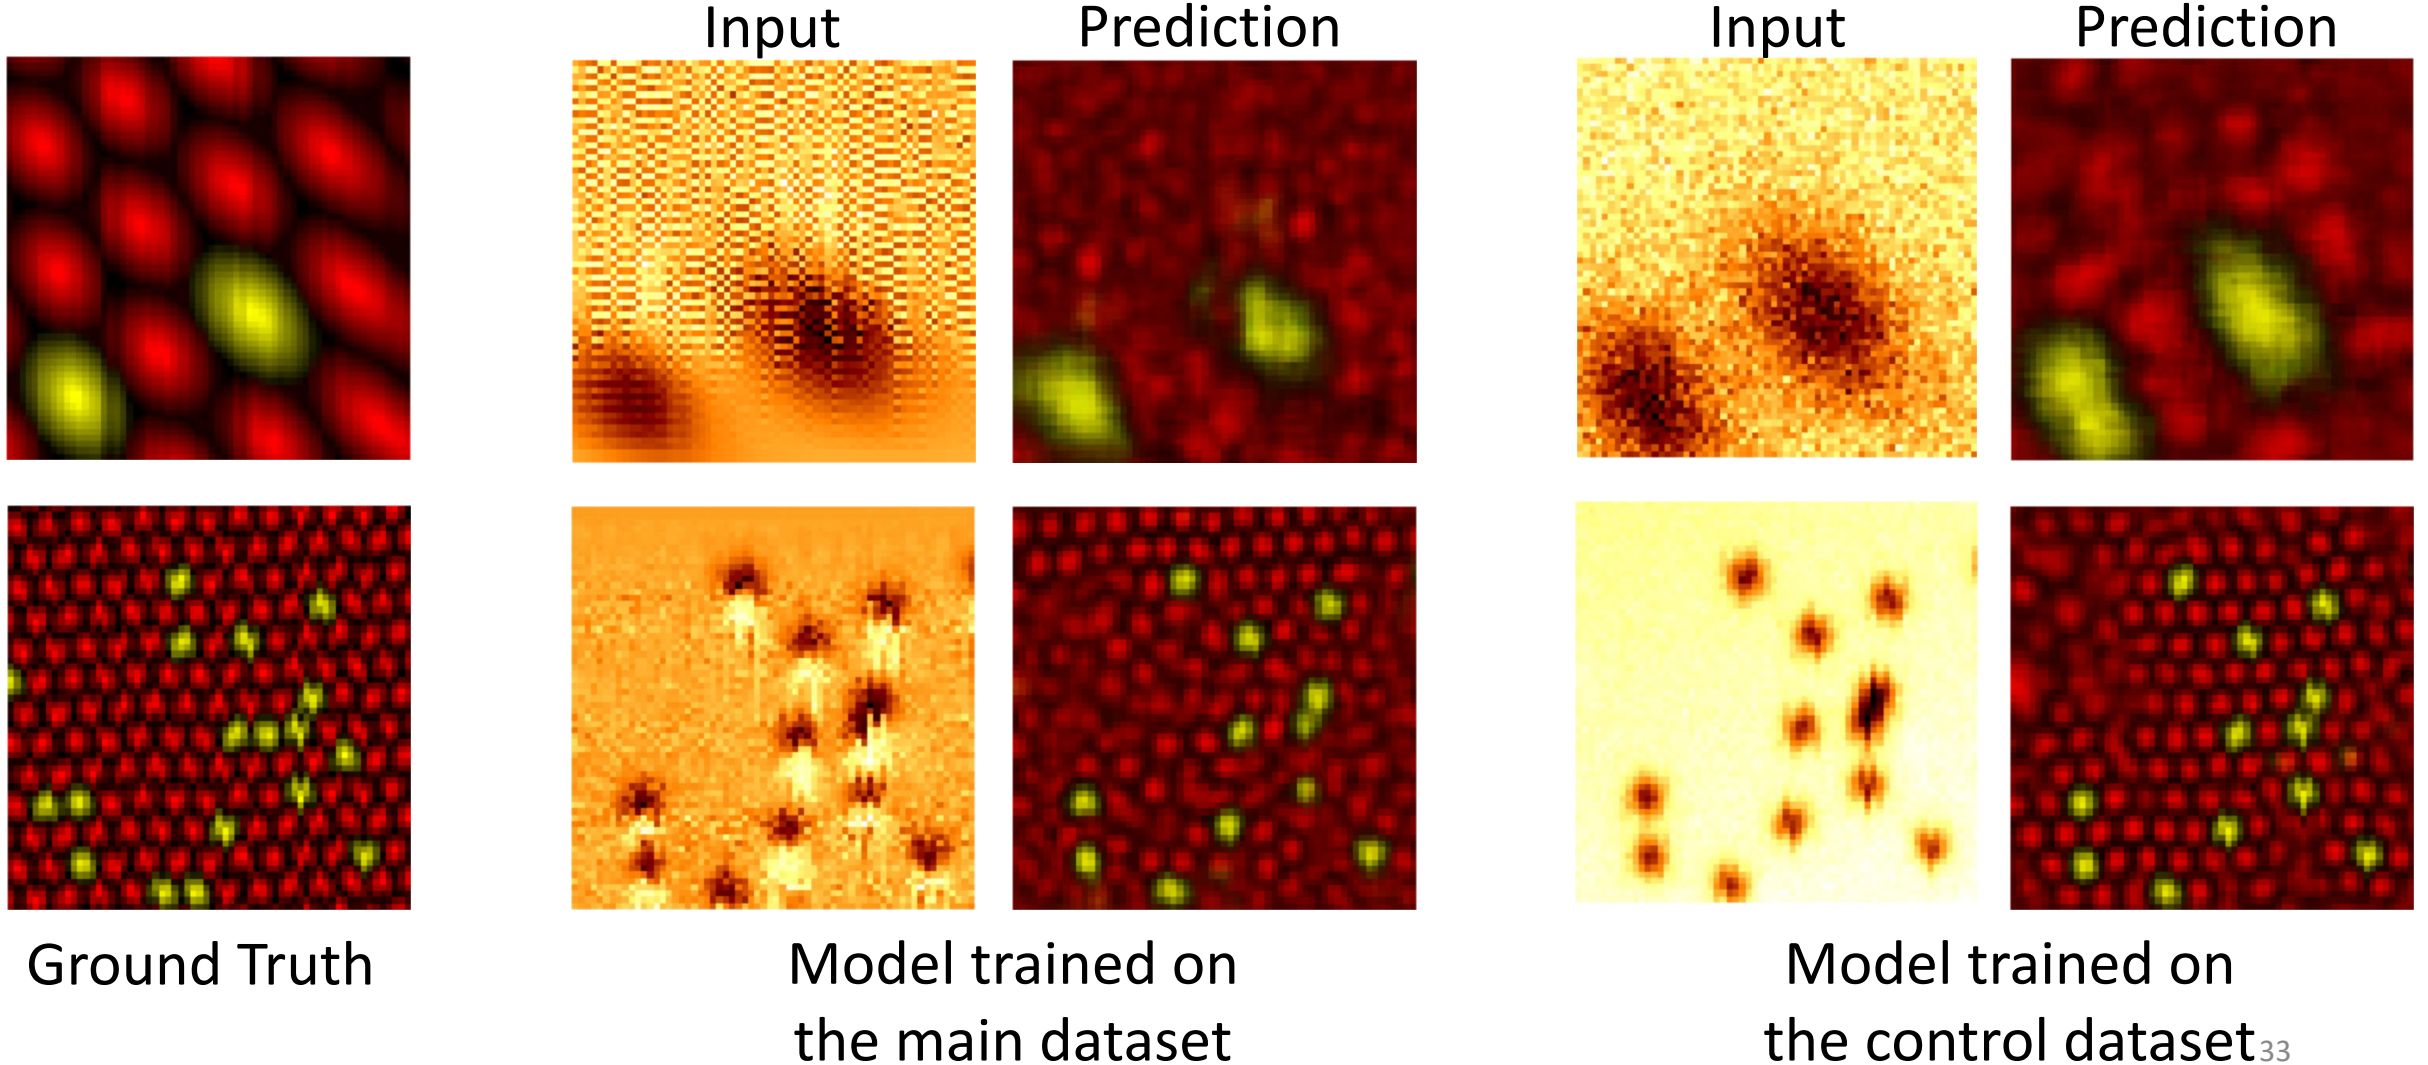 Input
Prediction
Input
Prediction
Ground Truth
Model trained on
the main dataset
Model trained on
the control dataset
33